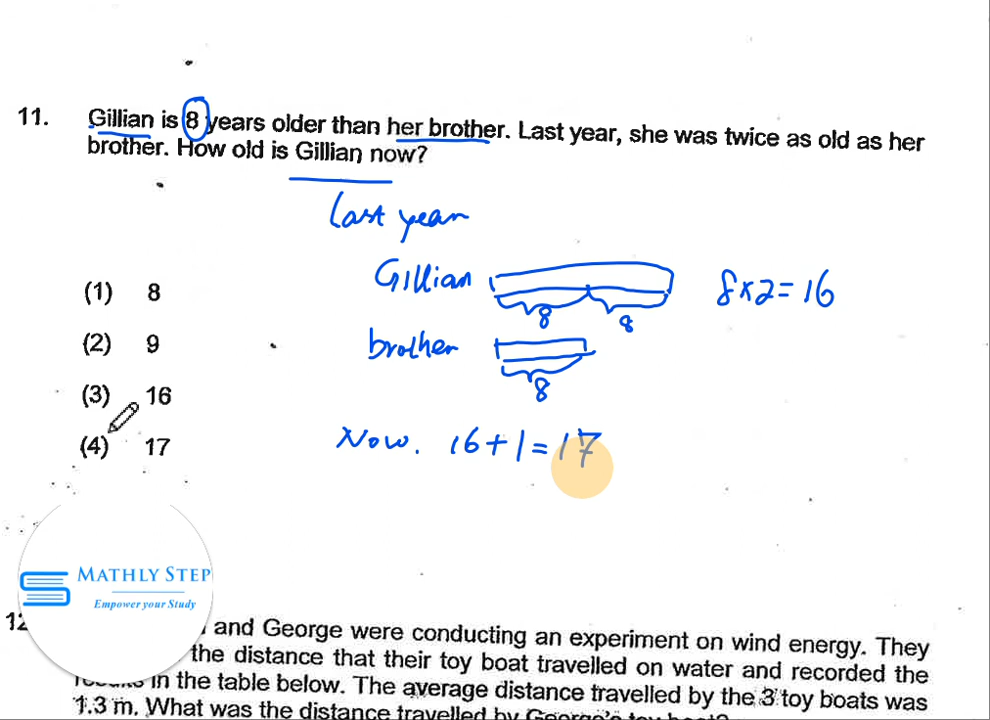 11. Gillian is 8 years older than her brother. Last year, she was twice as old as her
brother. How old is Gillian now?
last year
Gillian 8 8 8x2=16
brother 8
(1) 8
(2) 9
(3) 16
(4) 17
Now. 16+1=17
MATHLY STEP
Empower your Study
and George were conducting an experiment on wind energy. They
the distance that their toy boat travelled on water and recorded the
in the table below. The average distance travelled by the 3 toy boats was
1.3 m. What was the distance travelled by George's toy boat?